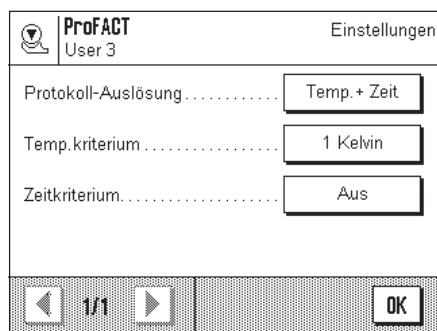 ProFACT Einstellungen
User 3
Protokoll-Auslösung............ Temp.+ Zeit
Temp.kriterium................. 1 Kelvin
Zeitkriterium.................... Aus
1/1 OK